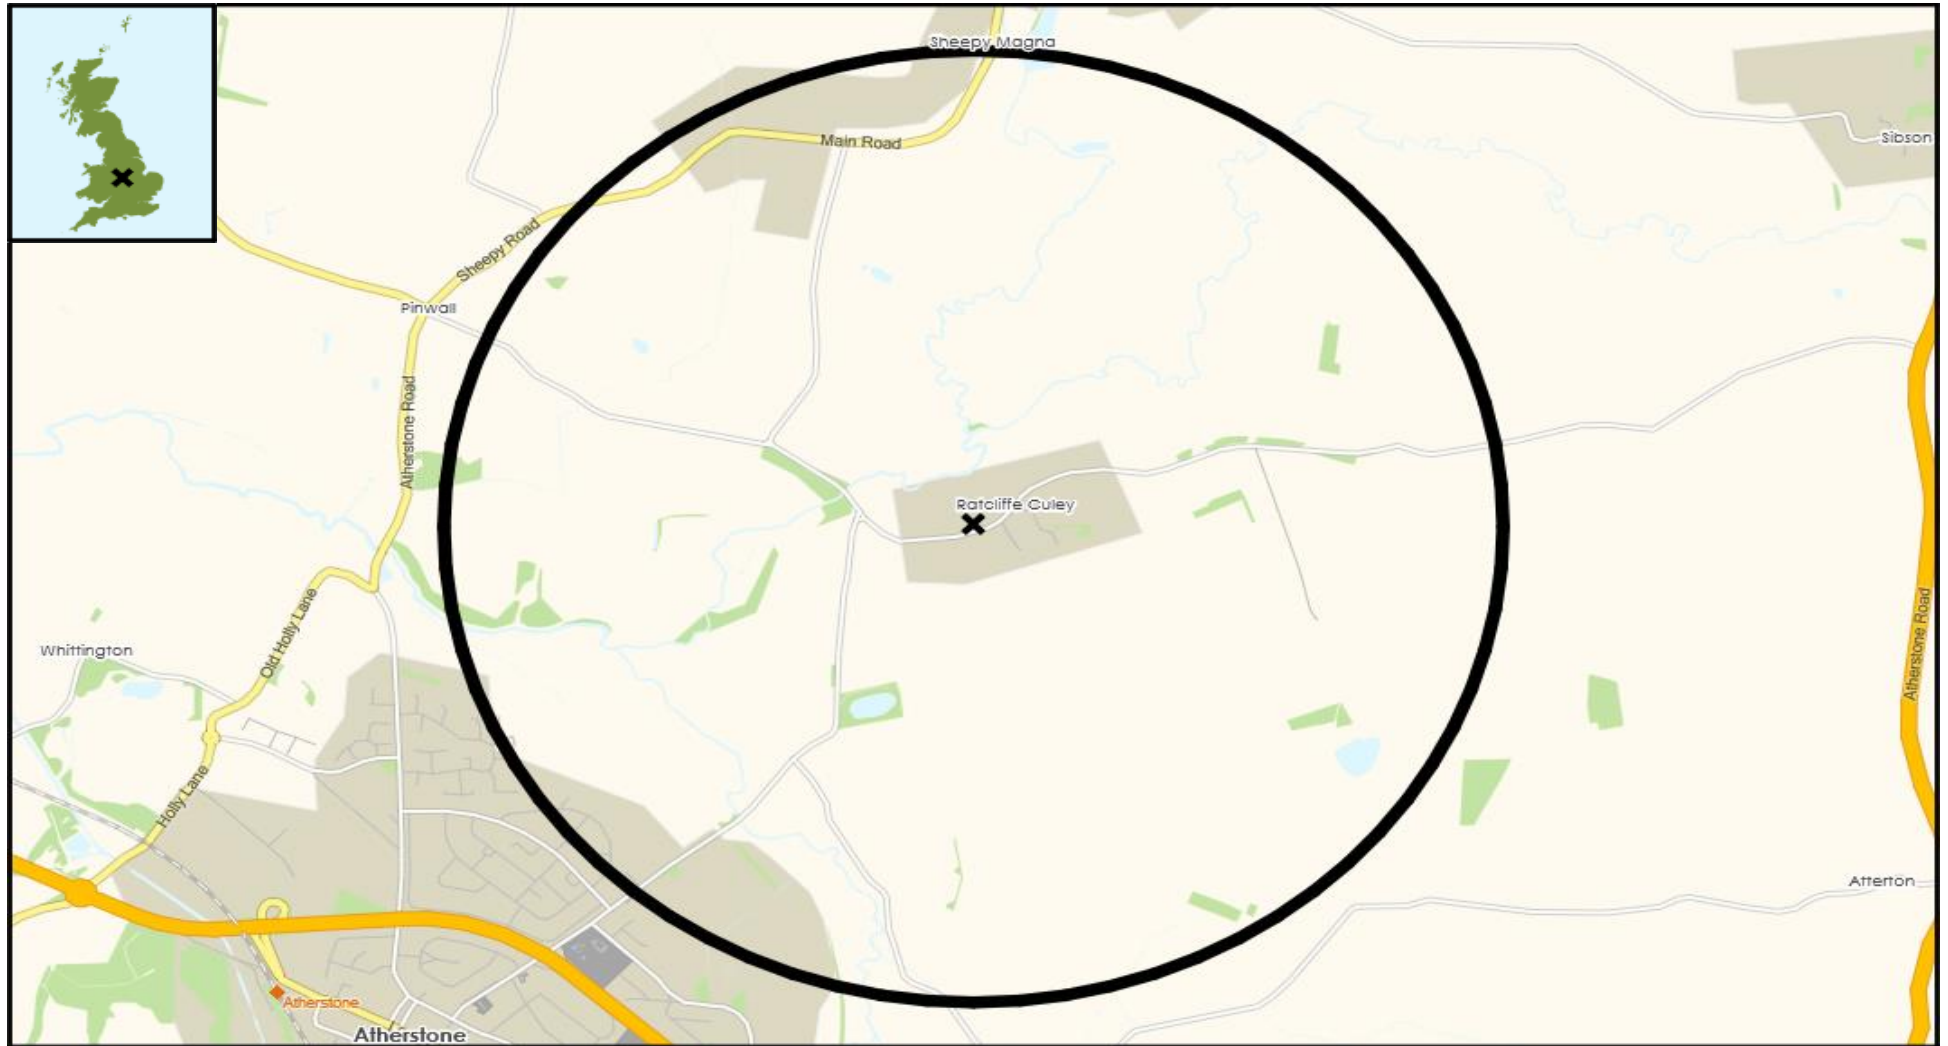 Sheepy Magna
Main Road
Sibson
Sheepy Road
Pinwall
Atherstone Road
Ratcliffe Culey
Old Holly Lane
Whittington
Atherstone Road
Holly Lane
Atterton
Atherstone
Atherstone